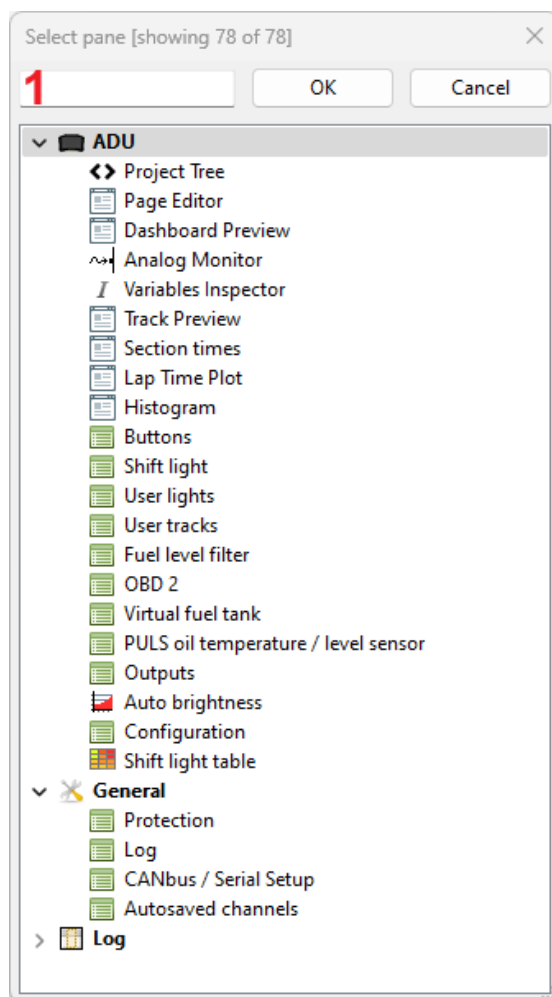 Select pane [showing 78 of 78]
1 OK Cancel
ADU
Project Tree
Page Editor
Dashboard Preview
Analog Monitor
Variables Inspector
Track Preview
Section times
Lap Time Plot
Histogram
Buttons
Shift light
User lights
User tracks
Fuel level filter
OBD 2
Virtual fuel tank
PULS oil temperature / level sensor
Outputs
Auto brightness
Configuration
Shift light table
General
Protection
Log
CANbus / Serial Setup
Autosaved channels
Log